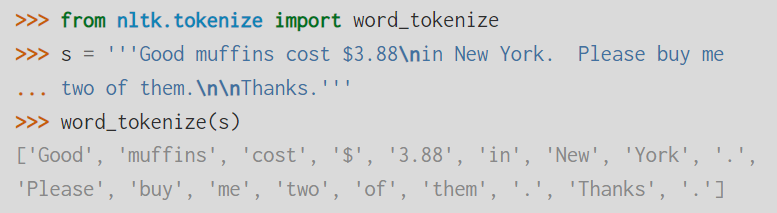 >>> from nltk.tokenize import word_tokenize
>>> s = '''Good muffins cost $3.88\nin New York.  Please buy me
... two of them.\n\nThanks.'''
>>> word_tokenize(s)
['Good', 'muffins', 'cost', '$', '3.88', 'in', 'New', 'York', '.',
'Please', 'buy', 'me', 'two', 'of', 'them', '.', 'Thanks', '.']